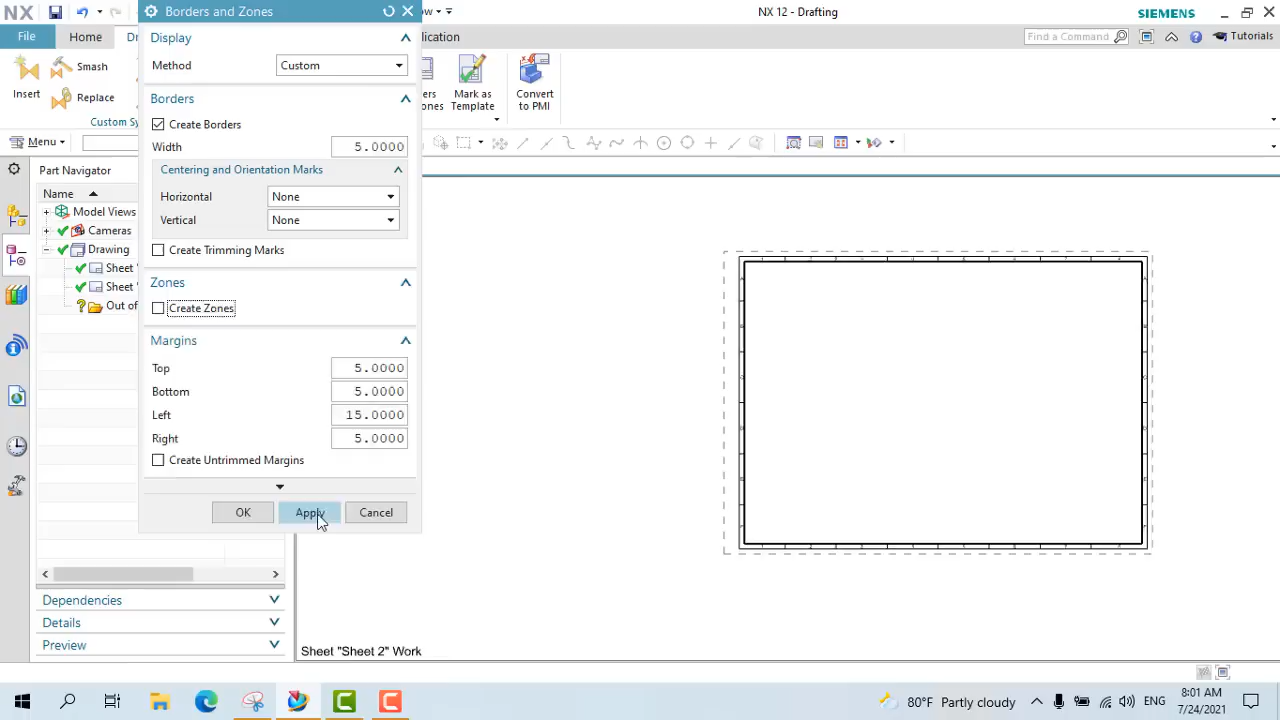 NX
Borders and Zones
ow
NX 12 - Drafting
SIEMENS
File
Home
Dr
lication
Find a Command
Tutorials
Display
Method
Custom
Insert
Smash
Replace
Custom Sy
ers
ones
Mark as
Template
Convert
to PMI
Borders
Create Borders
Width
5.0000
Menu
Centering and Orientation Marks
Horizontal
None
Vertical
None
Create Trimming Marks
Part Navigator
Name
Model Views
Cameras
Drawing
Sheet
Sheet
Out of
Zones
Create Zones
Margins
Top
5.0000
Bottom
5.0000
Left
15.0000
Right
5.0000
Create Untrimmed Margins
OK
Apply
Cancel
Dependencies
Details
Preview
Sheet "Sheet 2" Work
80°F Partly cloudy
ENG
8:01 AM
7/24/2021